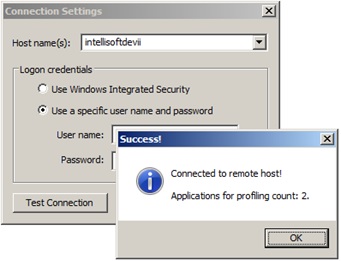 Connection Settings
Host name(s): intellisoftdevii
Logon credentials
Use Windows Integrated Security
Use a specific user name and password
User name:
Password:
Test Connection
Success!
Connected to remote host!
Applications for profiling count: 2.
OK